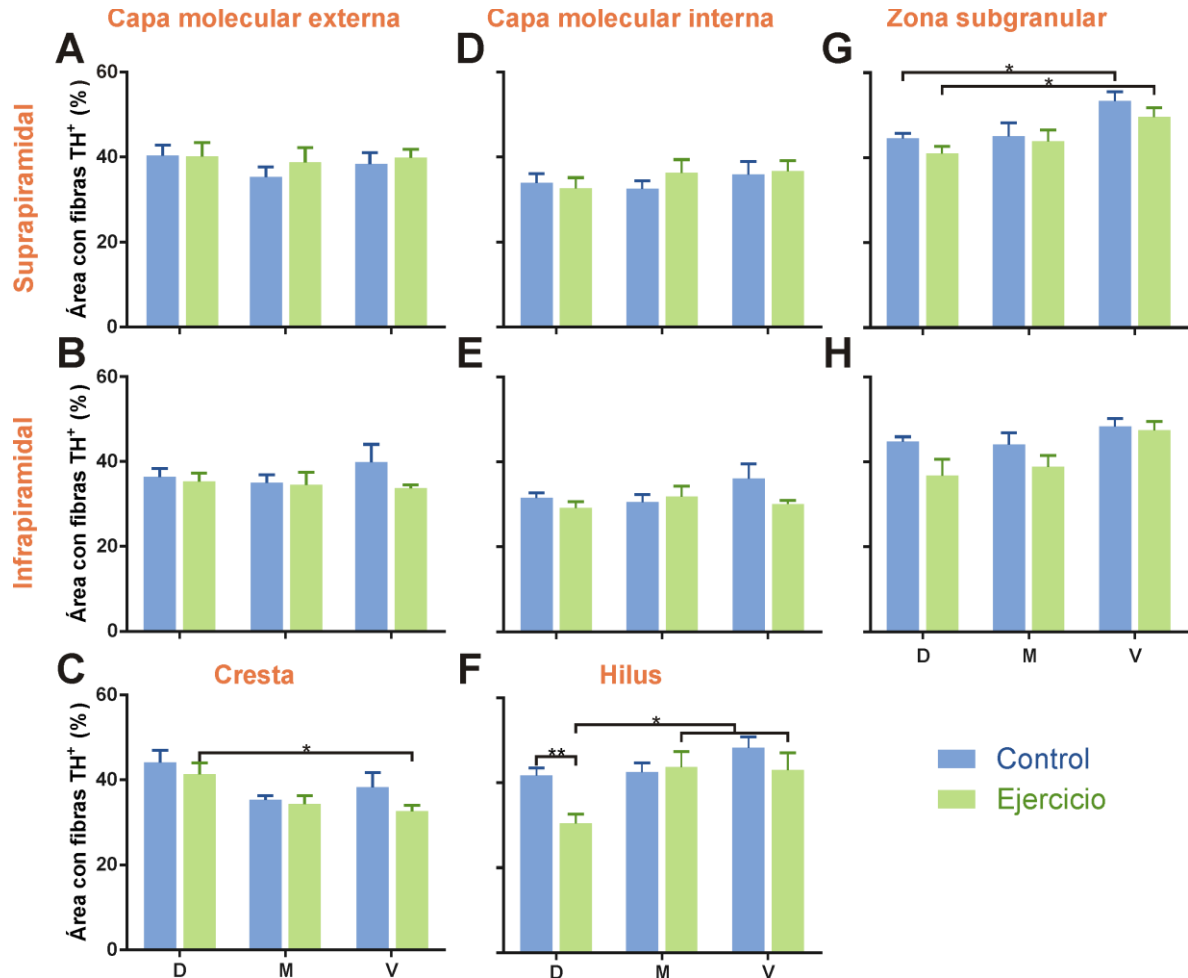 Capa molecular externa
Capa molecular interna
Zona subgranular
A
D
G
Suprapiramidal
Área con fibras TH⁺ (%)
60
40
20
0
*
*
B
E
H
Infrapiramidal
Área con fibras TH⁺ (%)
60
40
20
0
D M V
C
Cresta
F
Hilus
Área con fibras TH⁺ (%)
60
40
20
0
*
**
*
D M V
D M V
Control
Ejercicio